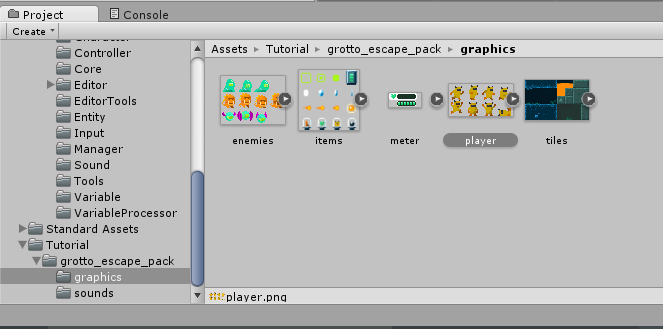 Project
Console
Create
Assets Tutorial grotto_escape_pack graphics
Controller
Core
Editor
EditorTools
Entity
Input
Manager
Sound
Tools
Variable
VariableProcessor
Standard Assets
Tutorial
grotto_escape_pack
graphics
sounds
enemies
items
meter
player
tiles
player.png